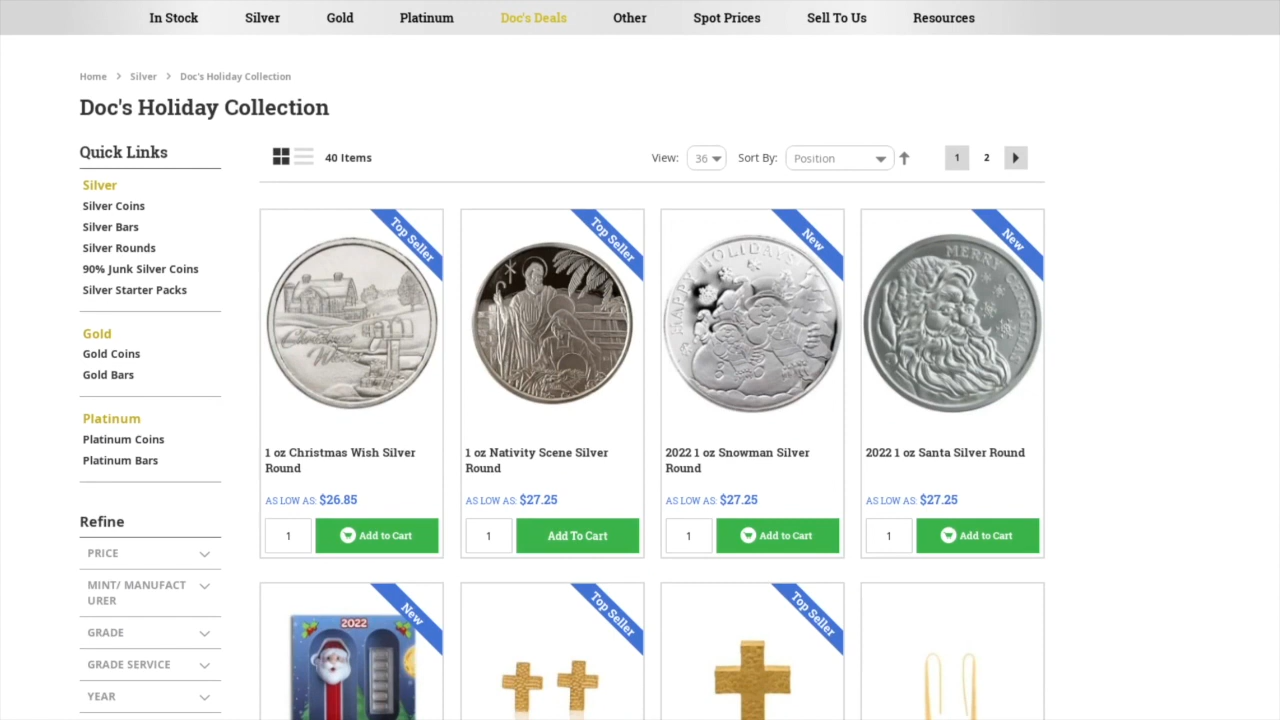 In Stock Silver Gold Platinum Doc's Deals Other Spot Prices Sell To Us Resources
Home > Silver > Doc's Holiday Collection
Doc's Holiday Collection
Quick Links
Silver
Silver Coins
Silver Bars
Silver Rounds
90% Junk Silver Coins
Silver Starter Packs
Gold
Gold Coins
Gold Bars
Platinum
Platinum Coins
Platinum Bars
Refine
PRICE
MINT/ MANUFACT
URER
GRADE
GRADE SERVICE
YEAR
40 Items View: 36 Sort By: Position 1 2
Top Seller
Christmas
Wish
1 oz Christmas Wish Silver
Round
AS LOW AS: $26.85
1 Add to Cart
Top Seller
1 oz Nativity Scene Silver
Round
AS LOW AS: $27.25
1 Add To Cart
New
HAPPY HOLIDAYS
2022 1 oz Snowman Silver
Round
AS LOW AS: $27.25
1 Add to Cart
New
MERRY CHRISTMAS
2022 1 oz Santa Silver Round
AS LOW AS: $27.25
1 Add to Cart
New
2022
Top Seller
Top Seller